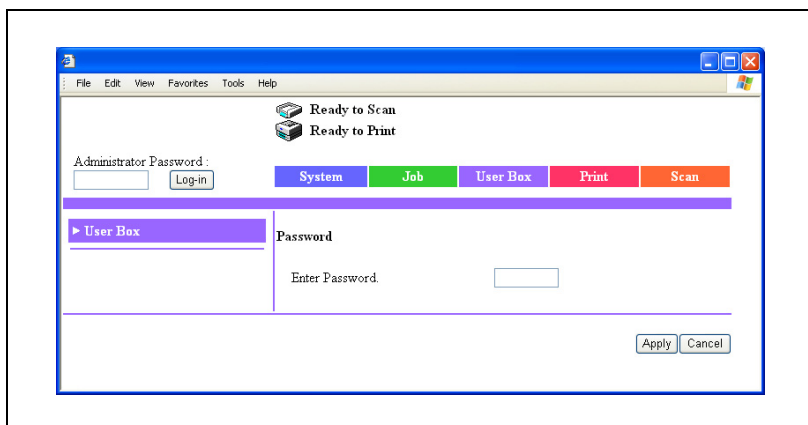 File Edit View Favorites Tools Help
Ready to Scan
Ready to Print
Administrator Password :
Log-in
System Job User Box Print Scan
User Box
Password
Enter Password.
Apply Cancel